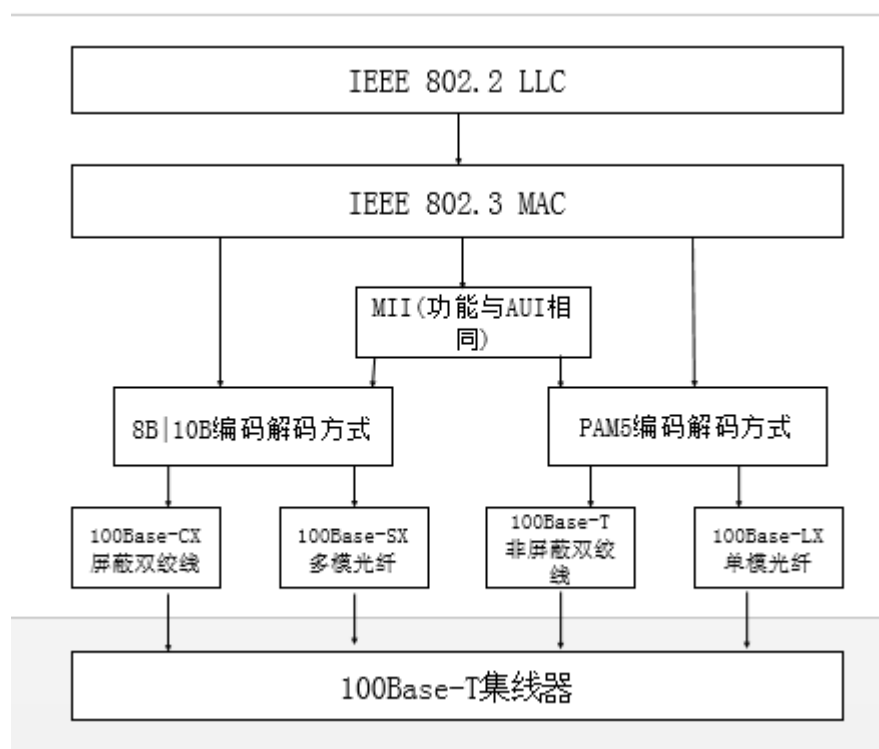 IEEE 802.2 LLC
IEEE 802.3 MAC
MII(功能与AUI相
同)
8B|10B编码解码方式
PAM5编码解码方式
100Base-CX
屏蔽双绞线
100Base-SX
多模光纤
100Base-T
非屏蔽双绞
线
100Base-LX
单模光纤
100Base-T集线器